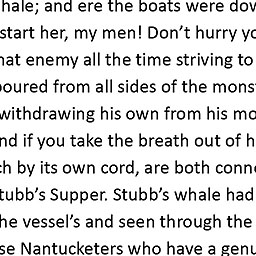 hale; and ere the boats were do
start her, my men! Don't hurry yo
hat enemy all the time striving to
poured from all sides of the mons
withdrawing his own from his mo
nd if you take the breath out of h
ch by its own cord, are both conn
tubb's Supper. Stubb's whale had
he vessel's and seen through the
se Nantucketers who have a genu